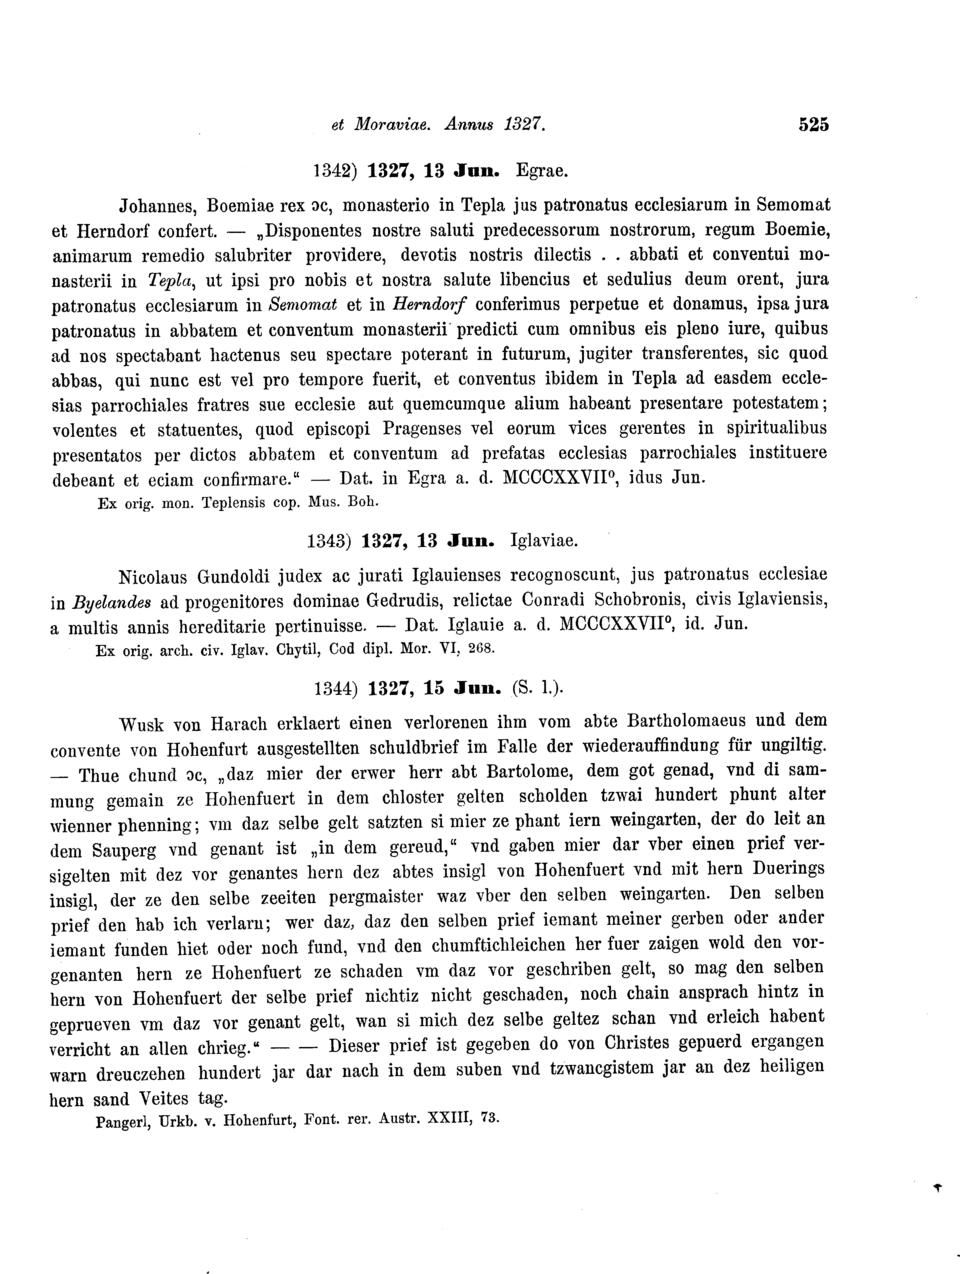 et Moraviae. Annus 1327. 525
1342) 1327, 13 Jun. Egrae.
Johannes, Boemiae rex ɔc, monasterio in Tepla jus patronatus ecclesiarum in Semomat
et Herndorf confert. — „Disponentes nostre saluti predecessorum nostrorum, regum Boemie,
animarum remedio salubriter providere, devotis nostris dilectis . . abbati et conventui mo-
nasterii in Tepla, ut ipsi pro nobis et nostra salute libencius et sedulius deum orent, jura
patronatus ecclesiarum in Semomat et in Herndorf conferimus perpetue et donamus, ipsa jura
patronatus in abbatem et conventum monasterii predicti cum omnibus eis pleno iure, quibus
ad nos spectabant hactenus seu spectare poterant in futurum, jugiter transferentes, sic quod
abbas, qui nunc est vel pro tempore fuerit, et conventus ibidem in Tepla ad easdem eccle-
sias parrochiales fratres sue ecclesie aut quemcumque alium habeant presentare potestatem;
volentes et statuentes, quod episcopi Pragenses vel eorum vices gerentes in spiritualibus
presentatos per dictos abbatem et conventum ad prefatas ecclesias parrochiales instituere
debeant et eciam confirmare.“ — Dat. in Egra a. d. MCCCXXVII⁰, idus Jun.
Ex orig. mon. Teplensis cop. Mus. Boh.
1343) 1327, 13 Jun. Iglaviae.
Nicolaus Gundoldi judex ac jurati Iglauienses recognoscunt, jus patronatus ecclesiae
in Byelandes ad progenitores dominae Gedrudis, relictae Conradi Schobronis, civis Iglaviensis,
a multis annis hereditarie pertinuisse. — Dat. Iglauie a. d. MCCCXXVII⁰, id. Jun.
Ex orig. arch. civ. Iglav. Chytil, Cod dipl. Mor. VI, 268.
1344) 1327, 15 Jun. (S. l.).
Wusk von Harach erklaert einen verlorenen ihm vom abte Bartholomaeus und dem
convente von Hohenfurt ausgestellten schuldbrief im Falle der wiederauffindung für ungiltig.
— Thue chund ɔc, „daz mier der erwer herr abt Bartolome, dem got genad, vnd di sam-
mung gemain ze Hohenfuert in dem chloster gelten scholden tzwai hundert phunt alter
wienner phenning; vm daz selbe gelt satzten si mier ze phant iern weingarten, der do leit an
dem Sauperg vnd genant ist „in dem gereud,“ vnd gaben mier dar vber einen prief ver-
sigelten mit dez vor genantes hern dez abtes insigl von Hohenfuert vnd mit hern Duerings
insigl, der ze den selbe zeeiten pergmaister waz vber den selben weingarten. Den selben
prief den hab ich verlarn; wer daz, daz den selben prief iemant meiner gerben oder ander
iemant funden hiet oder noch fund, vnd den chumftichleichen her fuer zaigen wold den vor-
genanten hern ze Hohenfuert ze schaden vm daz vor geschriben gelt, so mag den selben
hern von Hohenfuert der selbe prief nichtiz nicht geschaden, noch chain ansprach hintz in
geprueven vm daz vor genant gelt, wan si mich dez selbe geltez schan vnd erleich habent
verricht an allen chrieg.“ — — Dieser prief ist gegeben do von Christes gepuerd ergangen
warn dreuczehen hundert jar dar nach in dem suben vnd tzwancgistem jar an dez heiligen
hern sand Veites tag.
Pangerl, Urkb. v. Hohenfurt, Font. rer. Austr. XXIII, 73.